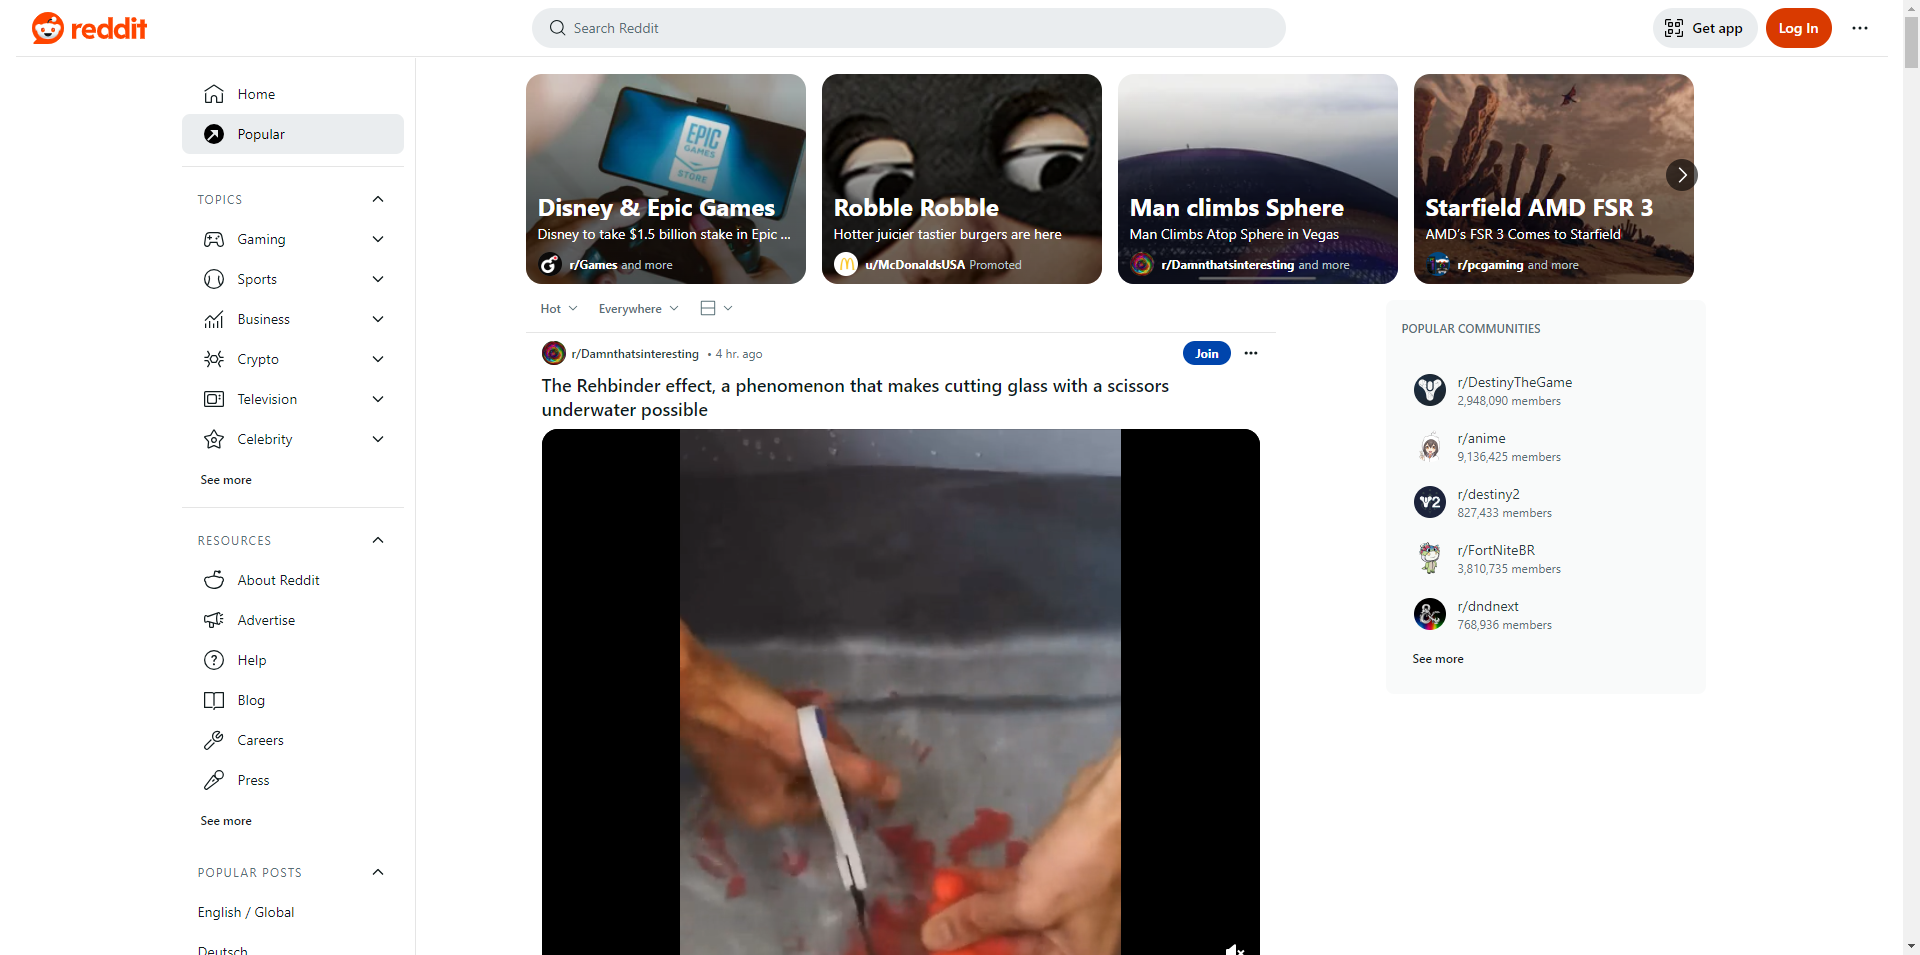 reddit
Search Reddit
Get app
Log In
Home
Popular
TOPICS
Gaming
Sports
Business
Crypto
Television
Celebrity
See more
RESOURCES
About Reddit
Advertise
Help
Blog
Careers
Press
See more
POPULAR POSTS
English / Global
Deutsch
EPIC
GAMES
STORE
Disney & Epic Games
Disney to take $1.5 billion stake in Epic ...
r/Games and more
Robble Robble
Hotter juicier tastier burgers are here
u/McDonaldsUSA Promoted
Man climbs Sphere
Man Climbs Atop Sphere in Vegas
r/Damnthatsinteresting and more
Starfield AMD FSR 3
AMD's FSR 3 Comes to Starfield
r/pcgaming and more
Hot
Everywhere
r/Damnthatsinteresting • 4 hr. ago
Join
The Rehbinder effect, a phenomenon that makes cutting glass with a scissors
underwater possible
POPULAR COMMUNITIES
r/DestinyTheGame
2,948,090 members
r/anime
9,136,425 members
r/destiny2
827,433 members
r/FortNiteBR
3,810,735 members
r/dndnext
768,936 members
See more